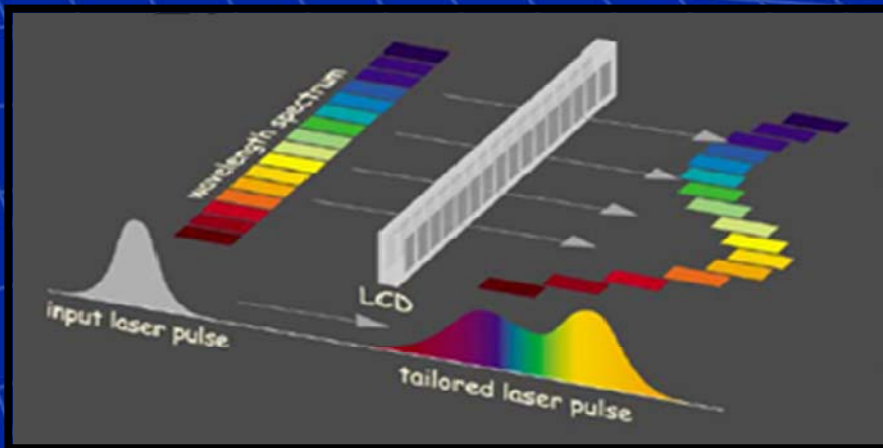 wavelength spectrum
LCD
input laser pulse
tailored laser pulse